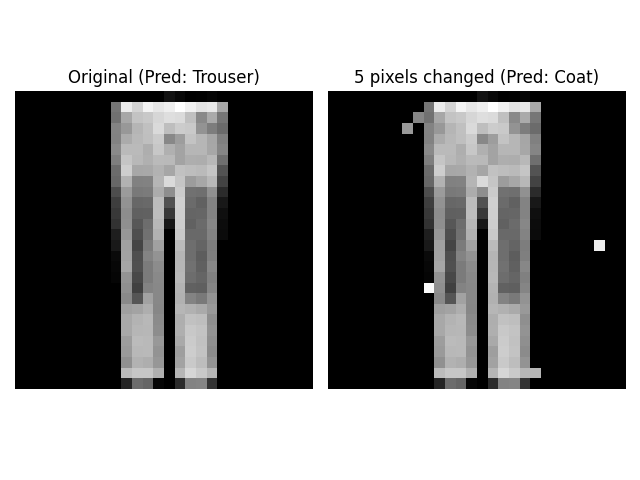 Original (Pred: Trouser)
5 pixels changed (Pred: Coat)